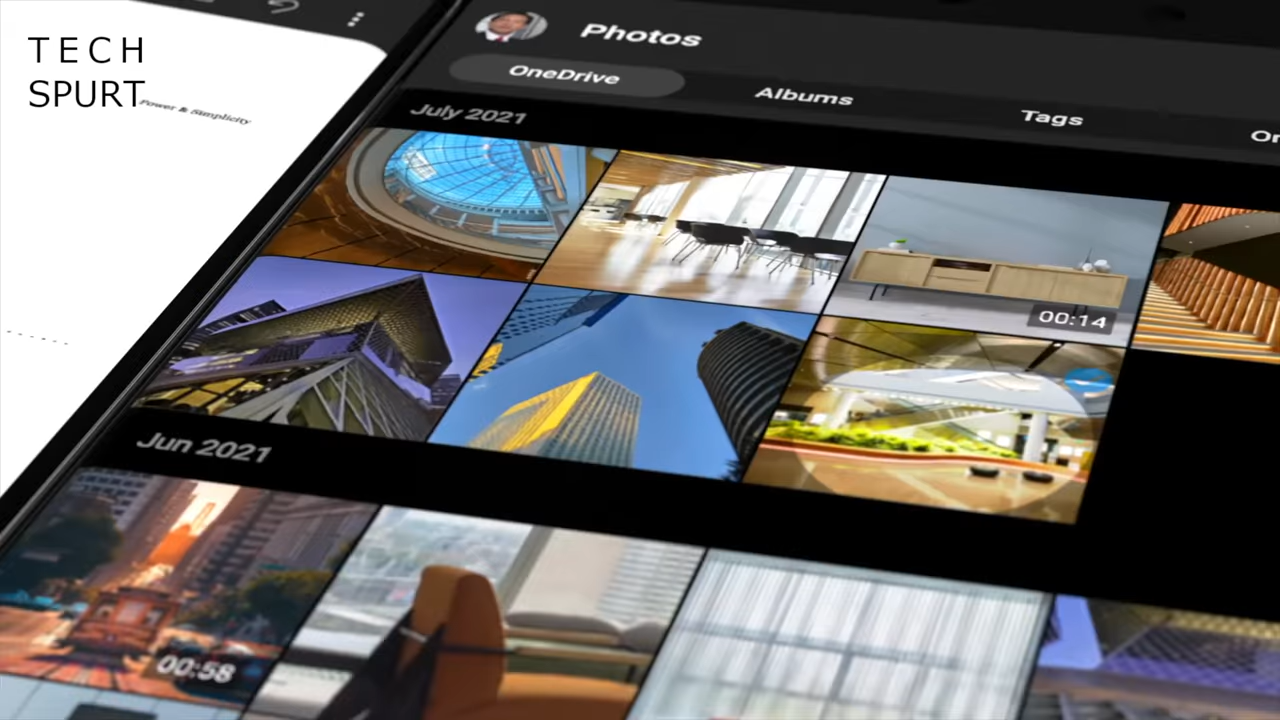 TECH
SPURT
Power & Simplicity
Photos
OneDrive
Albums
Tags
July 2021
00:14
Jun 2021
00:58